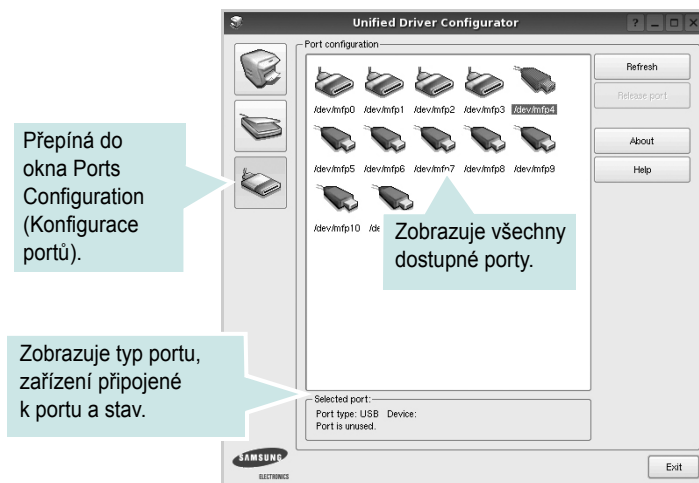 Unified Driver Configurator
Port configuration
/dev/mfp0 /dev/mfp1 /dev/mfp2 /dev/mfp3 /dev/mfp4
/dev/mfp5 /dev/mfp6 /dev/mfp7 /dev/mfp8 /dev/mfp9
/dev/mfp10 /de
Refresh
Release port
About
Help
Přepíná do
okna Ports
Configuration
(Konfigurace
portů).
Zobrazuje všechny
dostupné porty.
Zobrazuje typ portu,
zařízení připojené
k portu a stav.
Selected port:
Port type: USB Device:
Port is unused.
SAMSUNG
ELECTRONICS
Exit